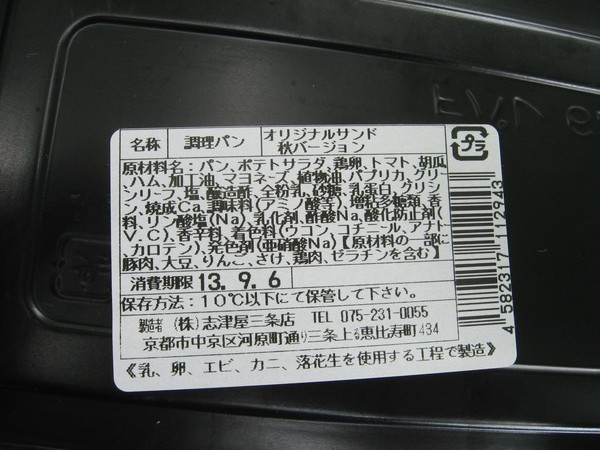 名称 調理パン オリジナルサンド
秋バージョン
プラ
原材料名：パン、ポテトサラダ、鶏卵、トマト、胡瓜
、ハム、加工油、マヨネーズ、植物油、パプリカ、グリ
ーンリーフ、塩、醸造酢、全粉乳、砂糖、乳蛋白、グリシ
ン、焼成Ca、調味料(アミノ酸等)、増粘多糖類、香
料、リン酸塩(Na)、乳化剤、酢酸Na、酸化防止剤(
V.C)、香辛料、着色料(ウコン、コチニール、アナトー
、カロテン)、発色剤(亜硝酸Na)【原材料の一部に
豚肉、大豆、りんご、さけ、鶏肉、ゼラチンを含む】
消費期限 13. 9. 6
保存方法：10℃以下にて保管して下さい。
製造者 (株)志津屋三条店 TEL 075-231-0055
京都市中京区河原町通り三条上る恵比寿町434
《乳、卵、エビ、カニ、落花生を使用する工程で製造》
4 582317 112943